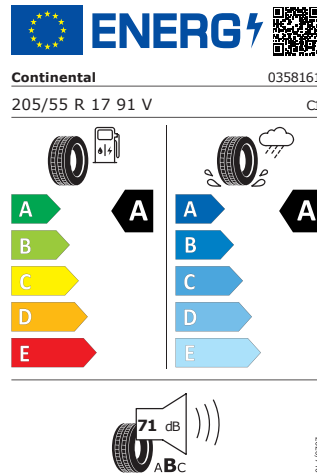 ENERG
Continental 0358161
205/55 R 17 91 V
A A
A A
B B
C C
D D
E E
71 dB
ABC